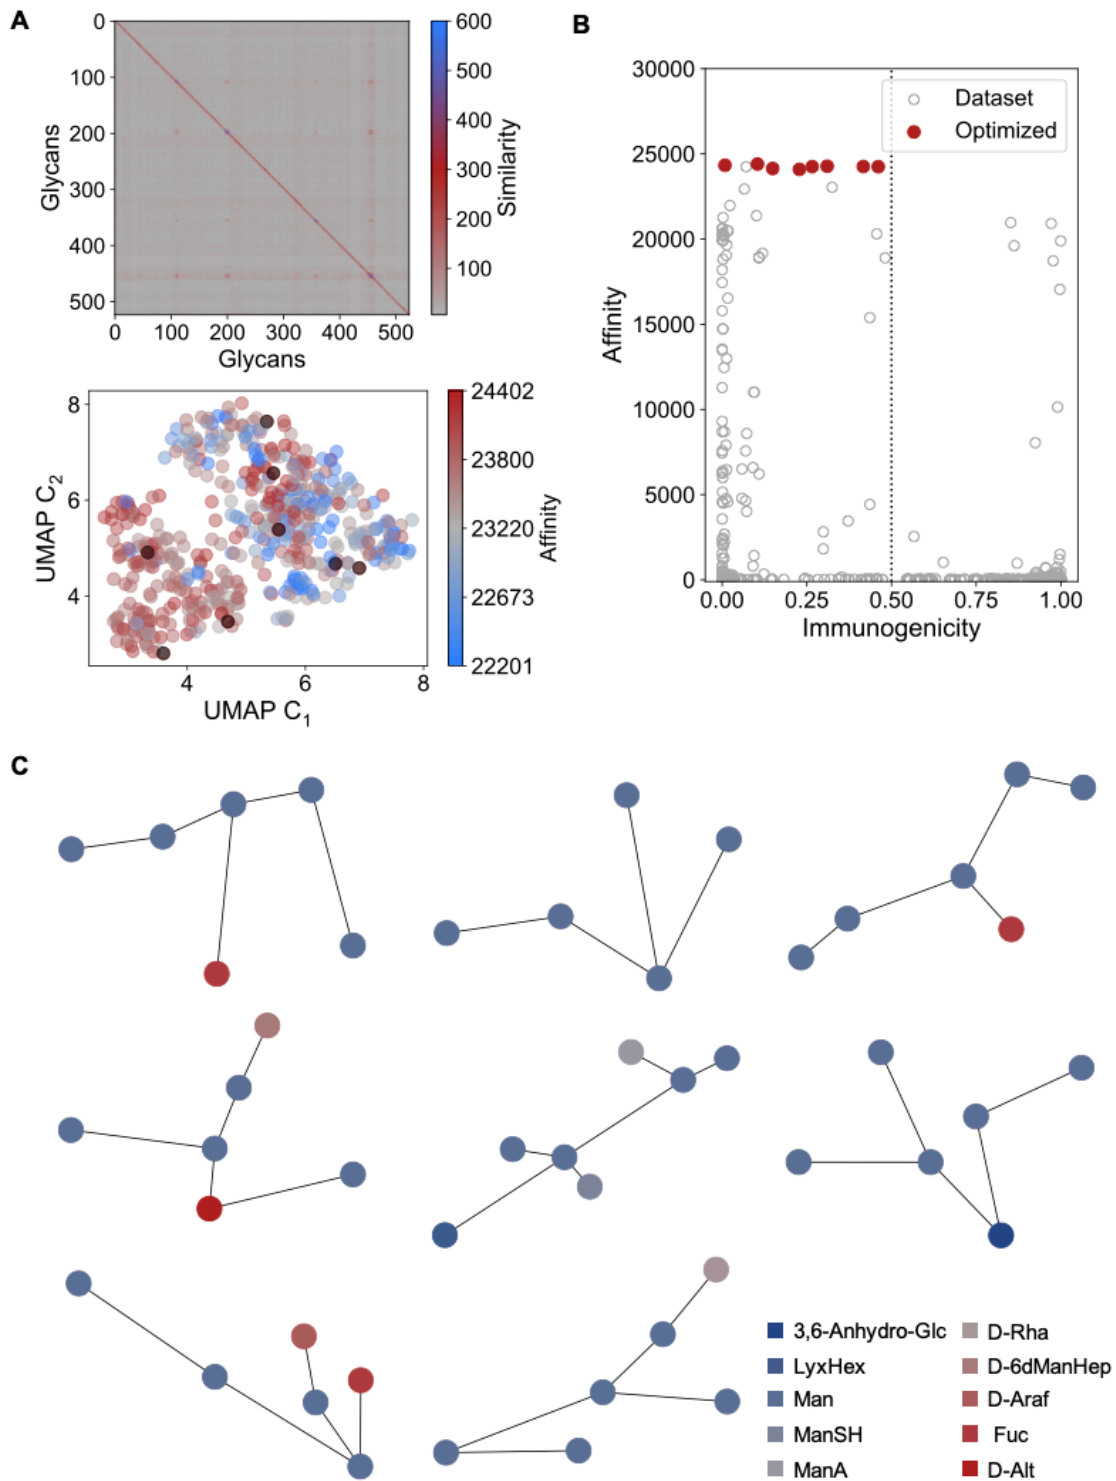 A
0
100
200
300
400
500
Glycans
0 100 200 300 400 500
Glycans
600
500
400
300
200
100
Similarity
8
6
4
UMAP C2
4 6 8
UMAP C1
24402
23800
23220
22673
22201
Affinity
B
30000
25000
20000
15000
10000
5000
0
Affinity
0.00 0.25 0.50 0.75 1.00
Immunogenicity
Dataset
Optimized
C
3,6-Anhydro-Glc
LyxHex
Man
ManSH
ManA
D-Rha
D-6dManHep
D-Araf
Fuc
D-Alt